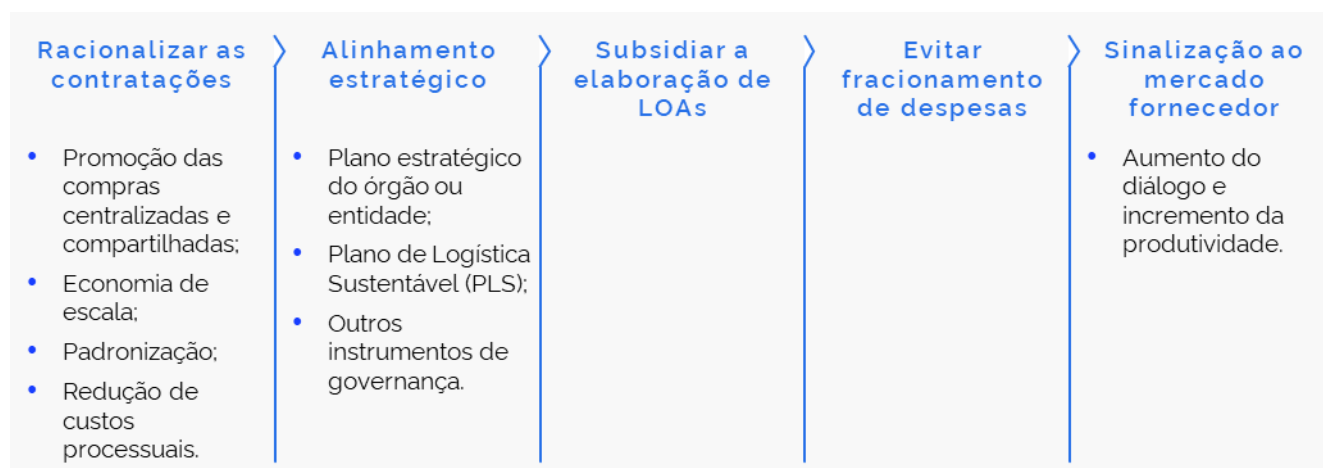 Racionalizar as
contratações
Promoção das
compras
centralizadas e
compartilhadas;
Economia de
escala;
Padronização;
Redução de
custos
processuais.
Alinhamento
estratégico
Plano estratégico
do órgão ou
entidade;
Plano de Logística
Sustentável (PLS);
Outros
instrumentos de
governança.
Subsidiar a
elaboração de
LOAs
Evitar
fracionamento
de despesas
Sinalização ao
mercado
fornecedor
Aumento do
diálogo e
incremento da
produtividade.